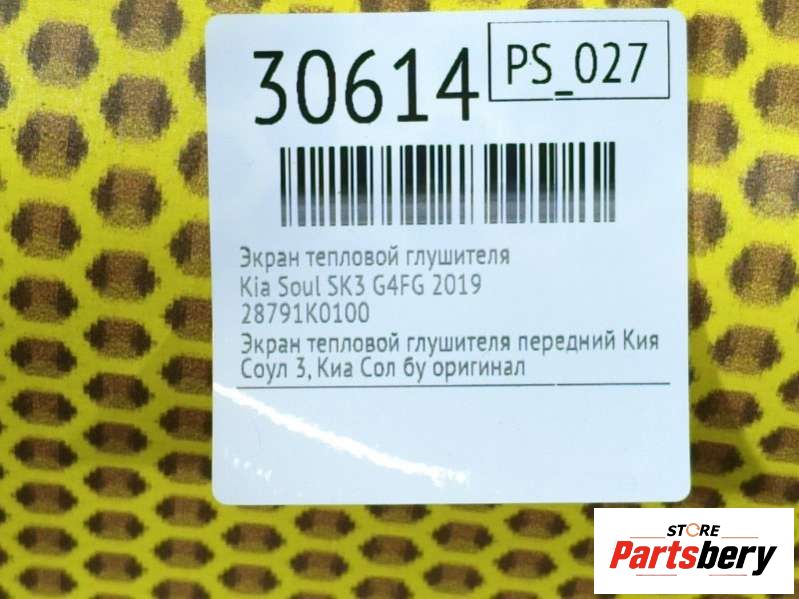 30614
PS_027
Экран тепловой глушителя
Kia Soul SK3 G4FG 2019
28791K0100
Экран тепловой глушителя передний Кия
Соул 3, Киа Сол бу оригинал
STORE
Partsbery